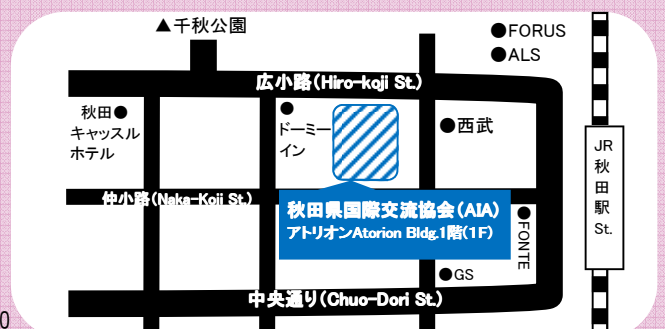 ▲千秋公園
●FORUS
●ALS
広小路(Hiro-koji St.)
秋田●
キャッスル
ホテル
●
ドーミー
イン
●西武
JR
秋
田
駅
St.
仲小路(Naka-Koji St.)
秋田県国際交流協会(AIA)
アトリオンAtorion Bldg.1階(1F)
●FONTE
●GS
中央通り(Chuo-Dori St.)
0